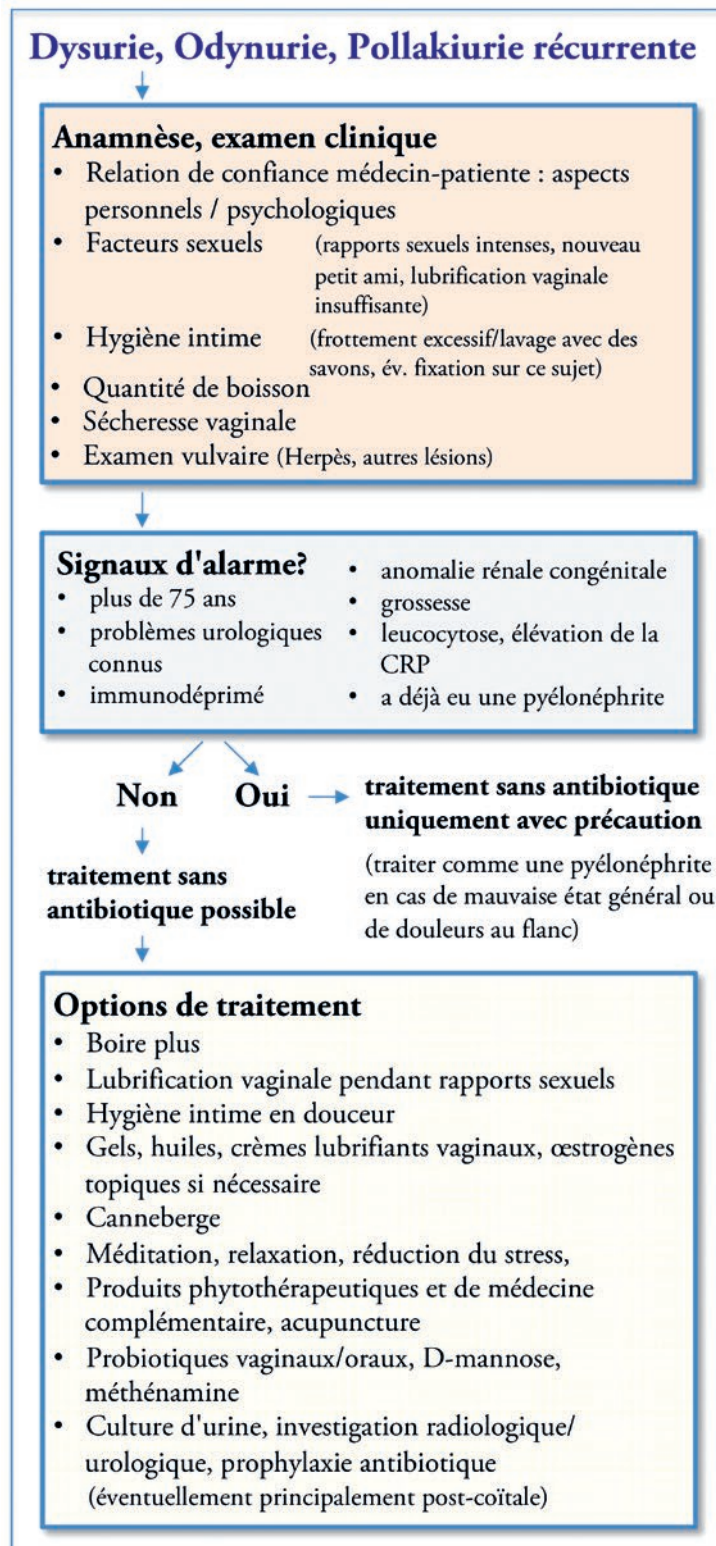 Dysurie, Odynurie, Pollakiurie récurrente
Anamnèse, examen clinique
• Relation de confiance médecin-patiente : aspects
personnels / psychologiques
• Facteurs sexuels (rapports sexuels intenses, nouveau
petit ami, lubrification vaginale
insuffisante)
• Hygiène intime (frottement excessif/lavage avec des
savons, év. fixation sur ce sujet)
• Quantité de boisson
• Sécheresse vaginale
• Examen vulvaire (Herpès, autres lésions)
Signaux d'alarme?
• plus de 75 ans
• problèmes urologiques
connus
• immunodéprimé
• anomalie rénale congénitale
• grossesse
• leucocytose, élévation de la
CRP
• a déjà eu une pyélonéphrite
Non
Oui
traitement sans antibiotique
uniquement avec précaution
(traiter comme une pyélonéphrite
en cas de mauvaise état général ou
de douleurs au flanc)
traitement sans
antibiotique possible
Options de traitement
• Boire plus
• Lubrification vaginale pendant rapports sexuels
• Hygiène intime en douceur
• Gels, huiles, crèmes lubrifiants vaginaux, œstrogènes
topiques si nécessaire
• Canneberge
• Méditation, relaxation, réduction du stress,
• Produits phytothérapeutiques et de médecine
complémentaire, acupuncture
• Probiotiques vaginaux/oraux, D-mannose,
méthénamine
• Culture d'urine, investigation radiologique/
urologique, prophylaxie antibiotique
(éventuellement principalement post-coïtale)